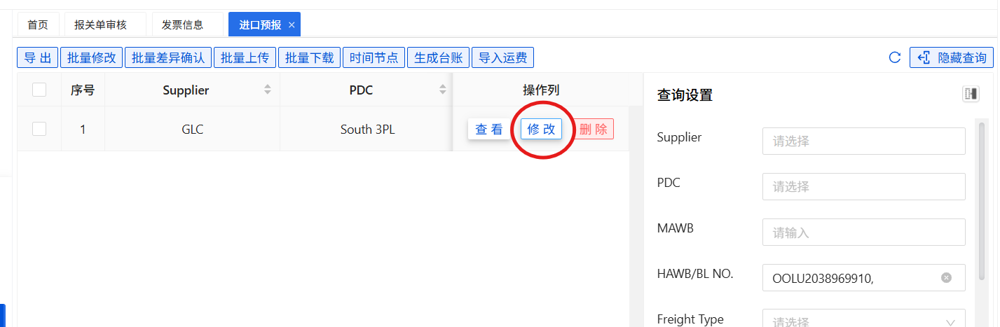 首页 报关单审核 发票信息 进口预报 ×
导出 批量修改 批量差异确认 批量上传 批量下载 时间节点 生成台账 导入运费 隐藏查询
序号 Supplier PDC 操作列
1 GLC South 3PL 查看 修改 删除
查询设置
Supplier 请选择
PDC 请选择
MAWB 请输入
HAWB/BL NO. OOLU2038969910,
Freight Type 请选择